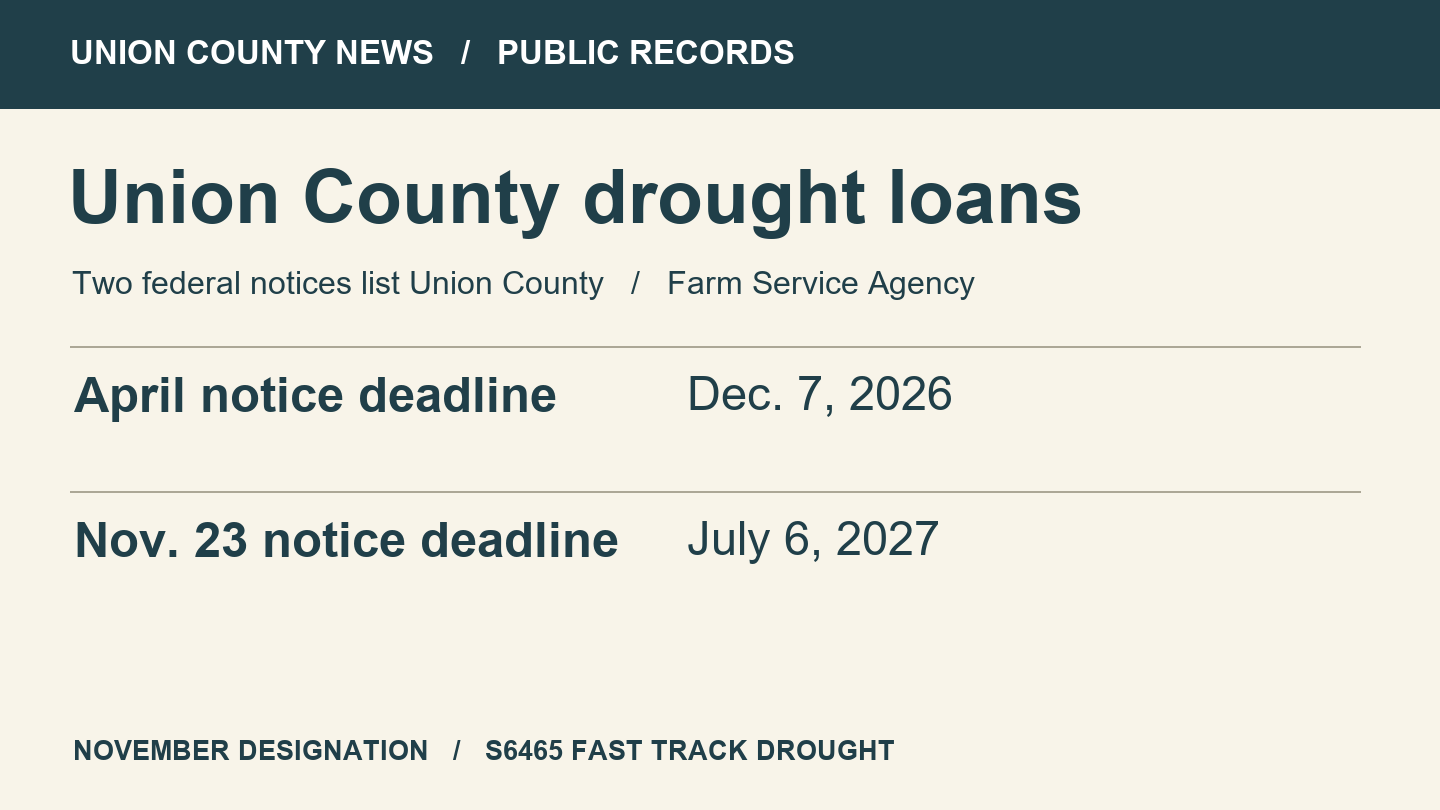 UNION COUNTY NEWS / PUBLIC RECORDS
Union County drought loans
Two federal notices list Union County / Farm Service Agency
April notice deadline Dec. 7, 2026
Nov. 23 notice deadline July 6, 2027
NOVEMBER DESIGNATION / S6465 FAST TRACK DROUGHT